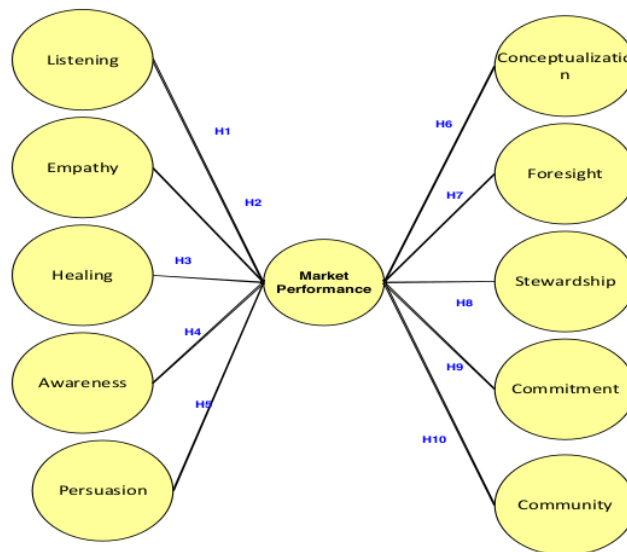 Listening
Conceptualizatio
n
H1
H6
Empathy
Foresight
H2
H7
Healing
H3
Market
Performance
Stewardship
H8
Awareness
H4
H9
Commitment
H5
H10
Persuasion
Community